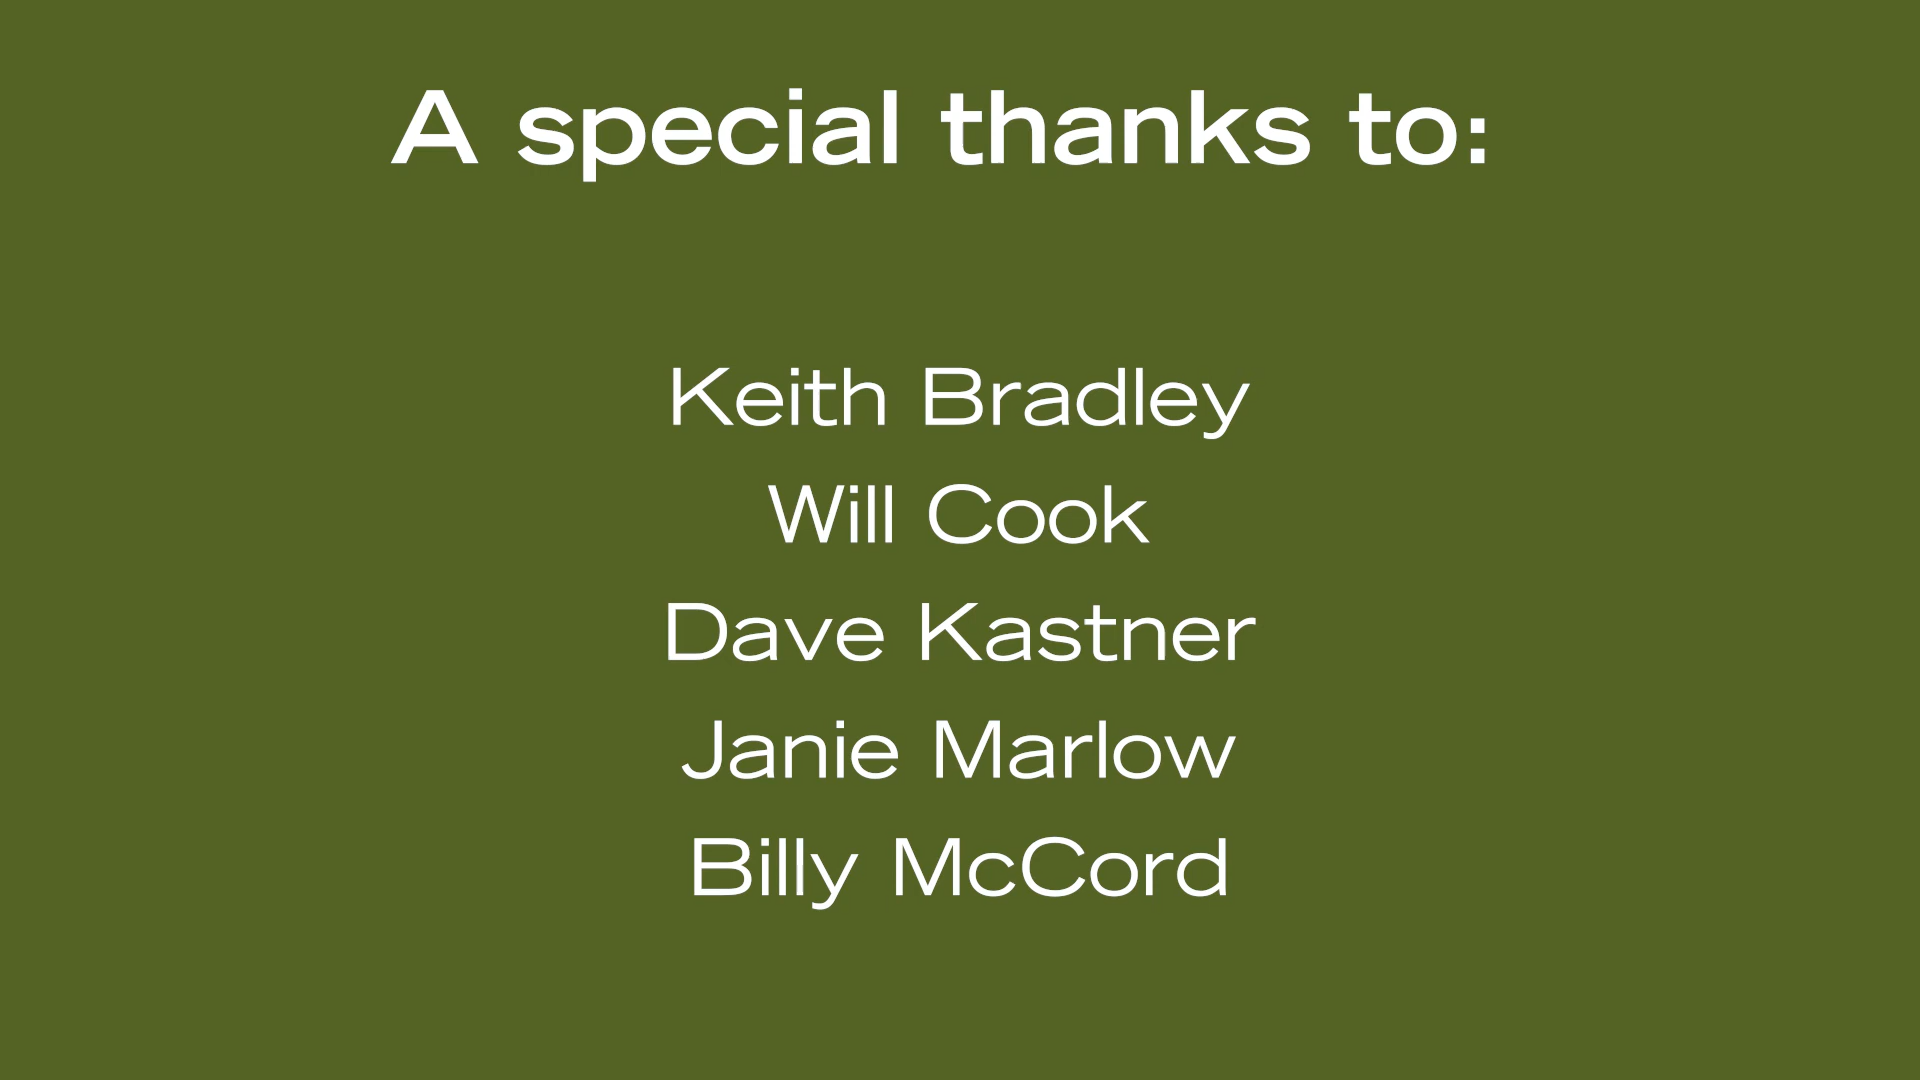 A special thanks to:
Keith Bradley
Will Cook
Dave Kastner
Janie Marlow
Billy McCord